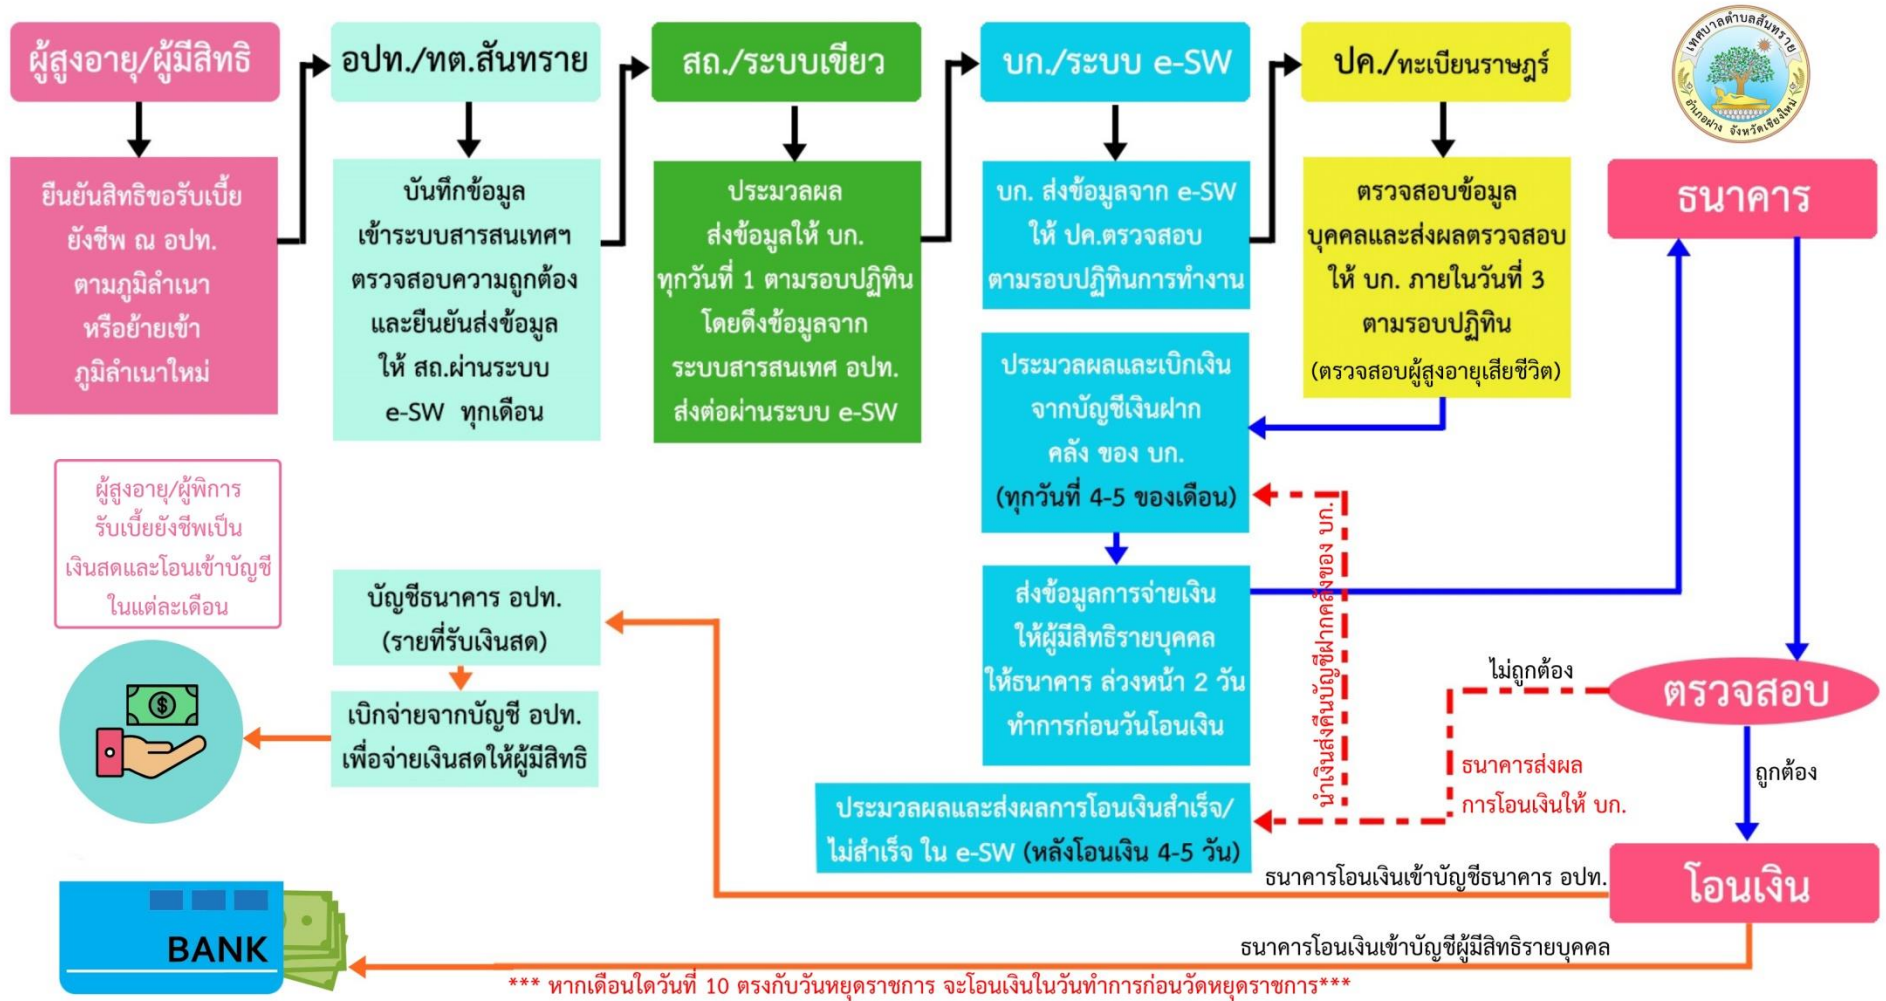 ผู้สูงอายุ/ผู้มีสิทธิ
ยืนยันสิทธิขอรับเบี้ย
ยังชีพ ณ อปท.
ตามภูมิลำเนา
หรือย้ายเข้า
ภูมิลำเนาใหม่
อปท./ทต.สันทราย
บันทึกข้อมูล
เข้าระบบสารสนเทศฯ
ตรวจสอบความถูกต้อง
และยืนยันส่งข้อมูล
ให้ สถ.ผ่านระบบ
e-SW ทุกเดือน
สถ./ระบบเขียว
ประมวลผล
ส่งข้อมูลให้ บก.
ทุกวันที่ 1 ตามรอบปฏิทิน
โดยดึงข้อมูลจาก
ระบบสารสนเทศ อปท.
ส่งต่อผ่านระบบ e-SW
บก./ระบบ e-SW
บก. ส่งข้อมูลจาก e-SW
ให้ ปค.ตรวจสอบ
ตามรอบปฏิทินการทำงาน
ปค./ทะเบียนราษฎร์
ตรวจสอบข้อมูล
บุคคลและส่งผลตรวจสอบ
ให้ บก. ภายในวันที่ 3
ตามรอบปฏิทิน
(ตรวจสอบผู้สูงอายุเสียชีวิต)
เทศบาลตำบลสันทราย
อำเภอฝาง จังหวัดเชียงใหม่
ประมวลผลและเบิกเงิน
จากบัญชีเงินฝาก
คลัง ของ บก.
(ทุกวันที่ 4-5 ของเดือน)
ส่งข้อมูลการจ่ายเงิน
ให้ผู้มีสิทธิรายบุคคล
ให้ธนาคาร ล่วงหน้า 2 วัน
ทำการก่อนวันโอนเงิน
ธนาคาร
ตรวจสอบ
ไม่ถูกต้อง
ถูกต้อง
ธนาคารส่งผล
การโอนเงินให้ บก.
นำเงินส่งคืนบัญชีฝากคลังของ บก.
ประมวลผลและส่งผลการโอนเงินสำเร็จ/
ไม่สำเร็จ ใน e-SW (หลังโอนเงิน 4-5 วัน)
โอนเงิน
ธนาคารโอนเงินเข้าบัญชีธนาคาร อปท.
บัญชีธนาคาร อปท.
(รายที่รับเงินสด)
เบิกจ่ายจากบัญชี อปท.
เพื่อจ่ายเงินสดให้ผู้มีสิทธิ
ผู้สูงอายุ/ผู้พิการ
รับเบี้ยยังชีพเป็น
เงินสดและโอนเข้าบัญชี
ในแต่ละเดือน
$
ธนาคารโอนเงินเข้าบัญชีผู้มีสิทธิรายบุคคล
BANK
*** หากเดือนใดวันที่ 10 ตรงกับวันหยุดราชการ จะโอนเงินในวันทำการก่อนวัดหยุดราชการ***